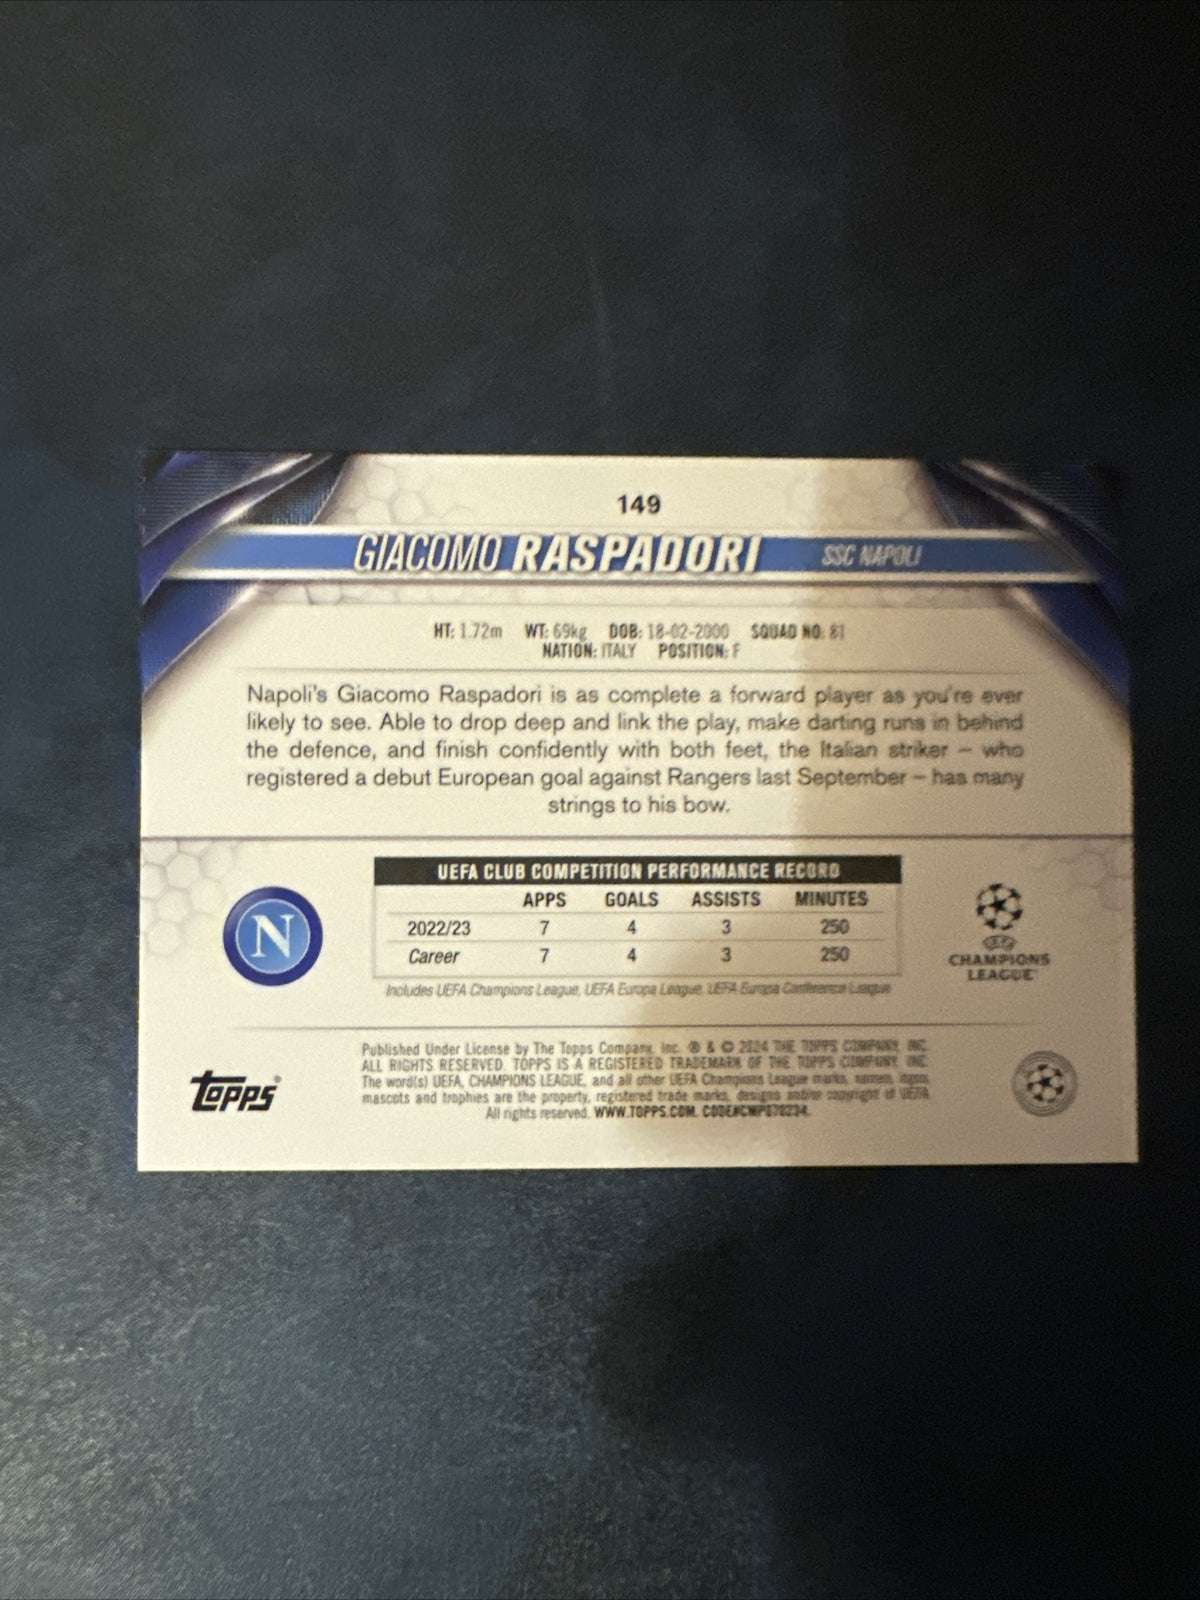 149
GIACOMO RASPADORI SSC NAPOLI
HT: 1.72m WT: 69kg DOB: 18-02-2000 SQUAD NO: 81
NATION: ITALY POSITION: F
Napoli's Giacomo Raspadori is as complete a forward player as you're ever
likely to see. Able to drop deep and link the play, make darting runs in behind
the defence, and finish confidently with both feet, the Italian striker – who
registered a debut European goal against Rangers last September – has many
strings to his bow.
UEFA CLUB COMPETITION PERFORMANCE RECORD
APPS GOALS ASSISTS MINUTES
2022/23 7 4 3 250
Career 7 4 3 250
Includes UEFA Champions League, UEFA Europa League, UEFA Europa Conference League
N
UEFA
CHAMPIONS
LEAGUE
Published Under License by The Topps Company, Inc. ® & © 2024 THE TOPPS COMPANY, INC.
ALL RIGHTS RESERVED. TOPPS IS A REGISTERED TRADEMARK OF THE TOPPS COMPANY, INC.
The word(s) UEFA, CHAMPIONS LEAGUE, and all other UEFA Champions League marks, names, logos,
mascots and trophies are the property, registered trade marks, designs and/or copyright of UEFA.
All rights reserved. WWW.TOPPS.COM.
Topps®